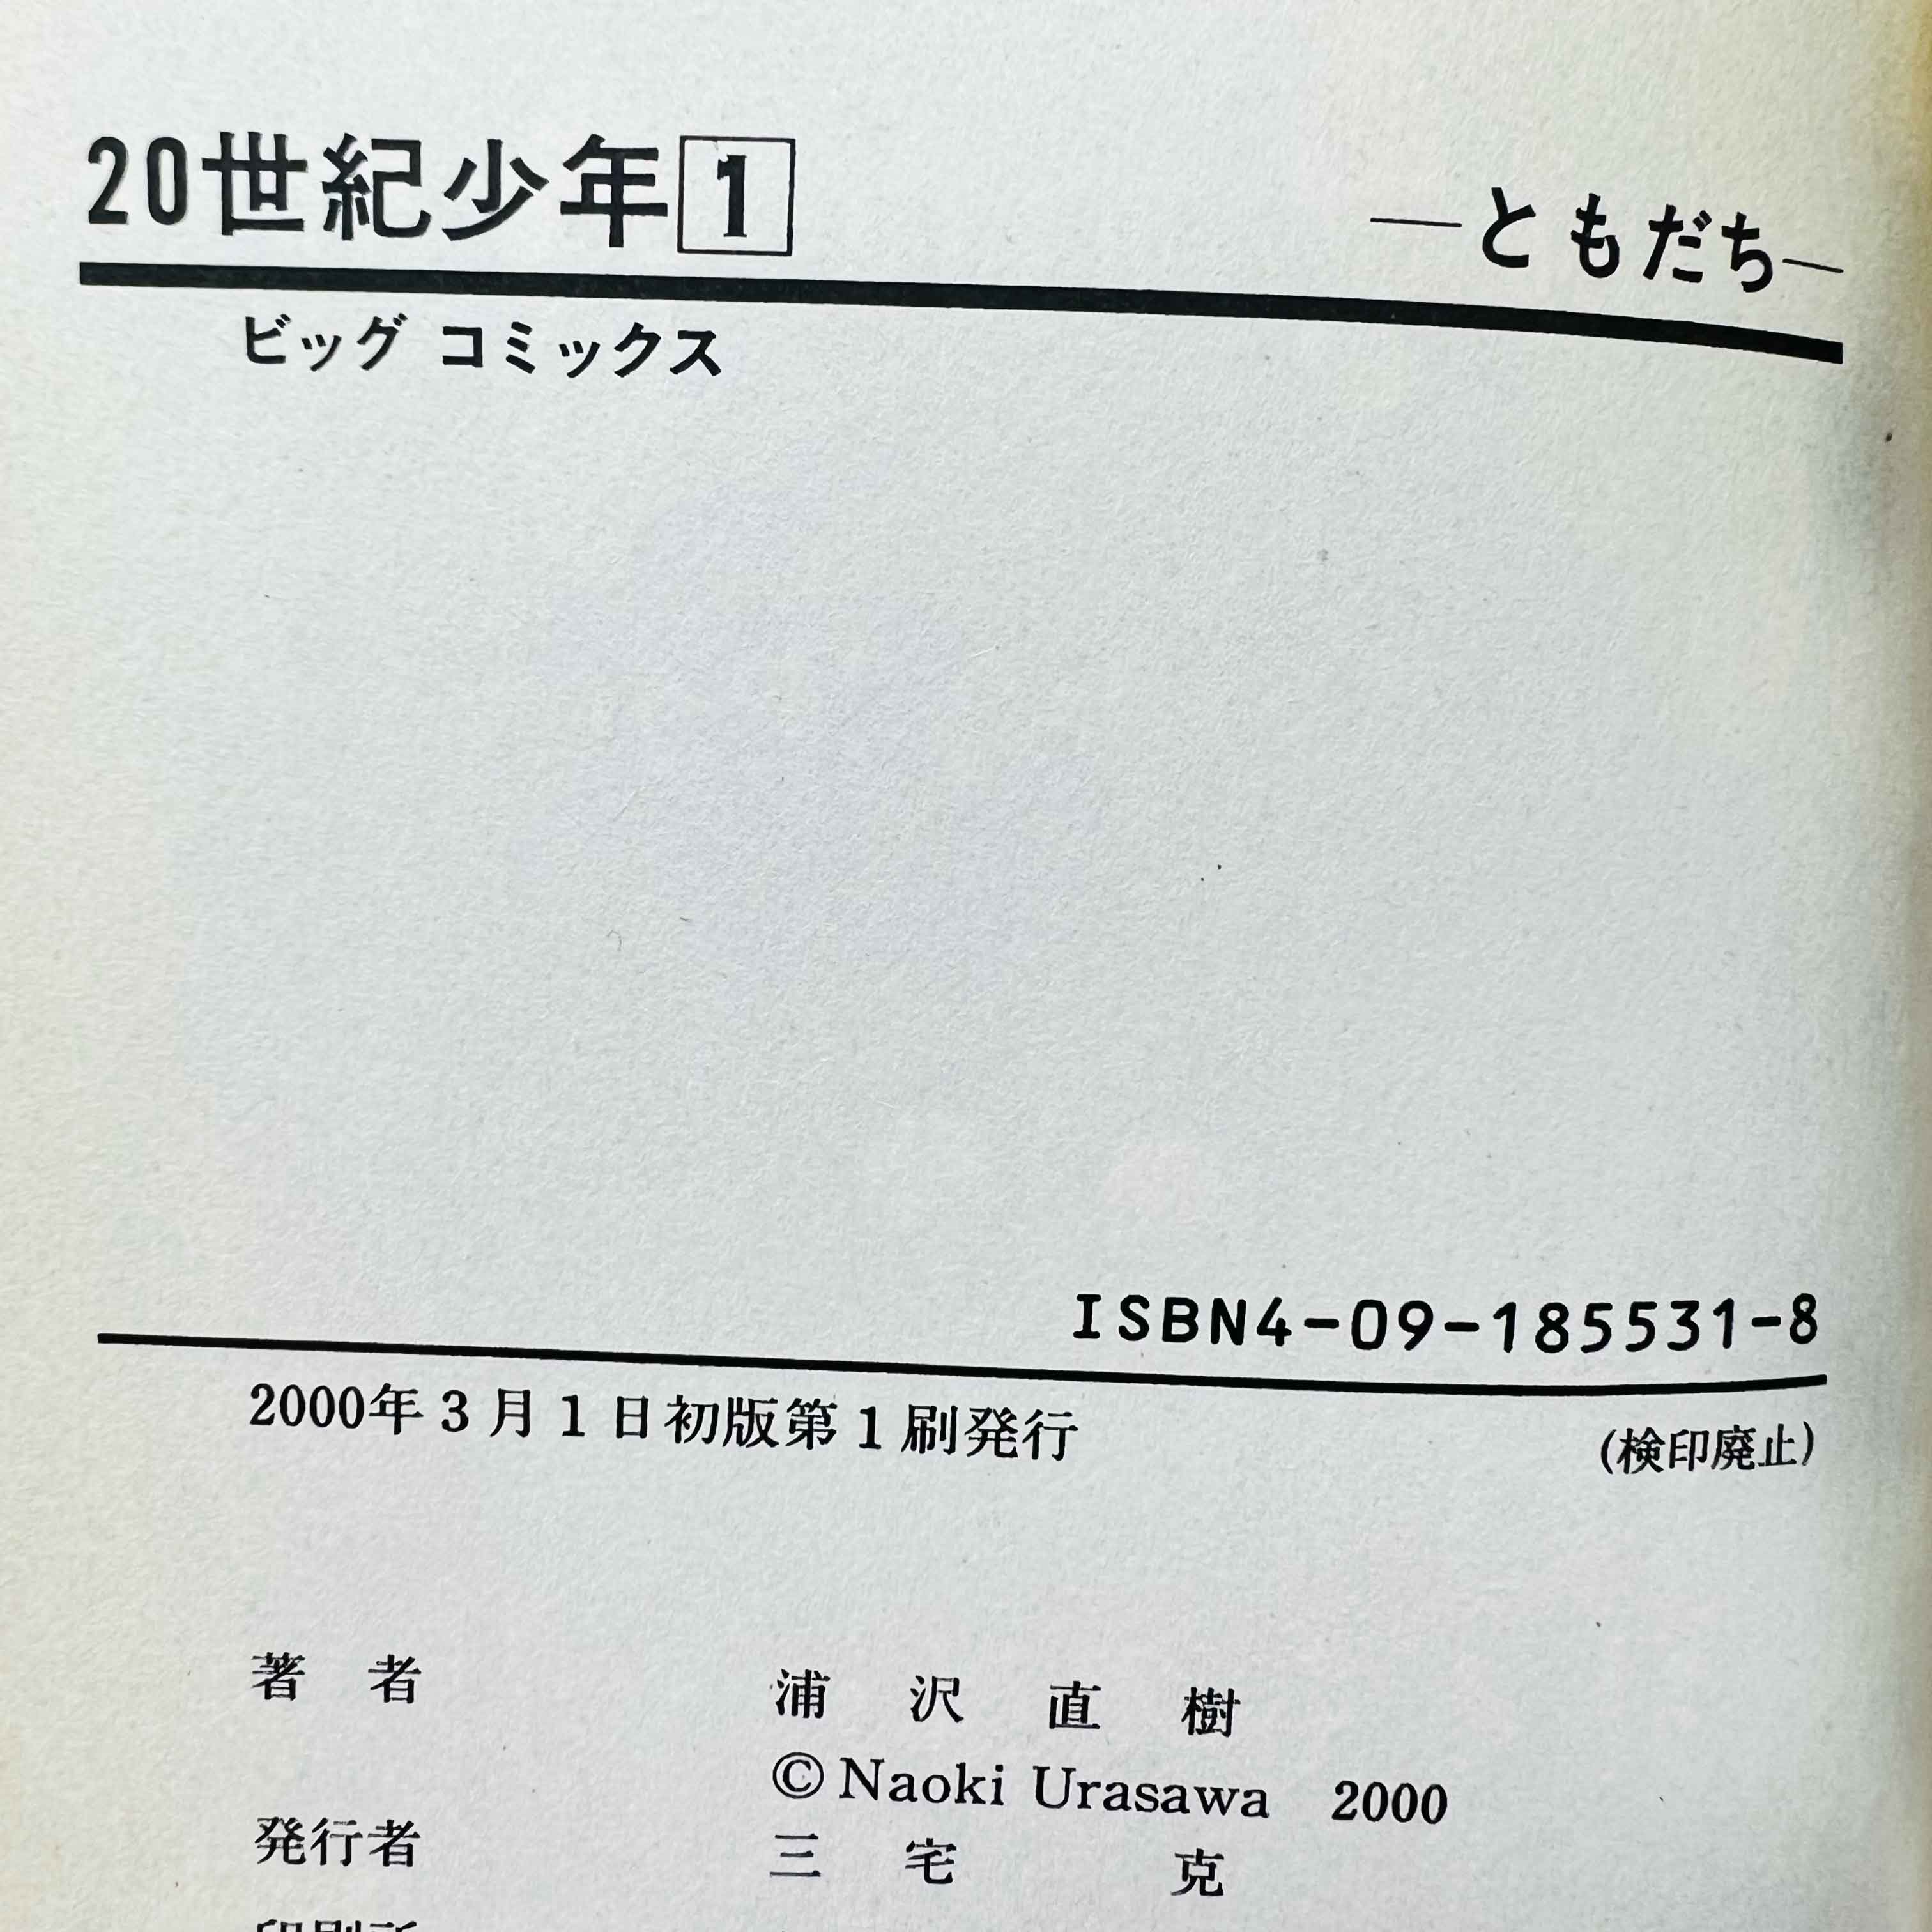 20世紀少年1 —ともだち—
ビッグ コミックス
ISBN4-09-185531-8
2000年3月1日初版第1刷発行 (検印廃止)
著者 浦沢直樹
©Naoki Urasawa 2000
発行者 三宅 克